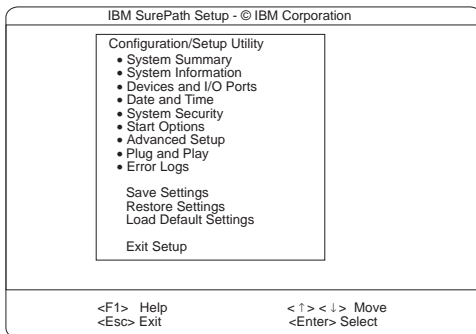 IBM SurePath Setup - © IBM Corporation
Configuration/Setup Utility
• System Summary
• System Information
• Devices and I/O Ports
• Date and Time
• System Security
• Start Options
• Advanced Setup
• Plug and Play
• Error Logs
Save Settings
Restore Settings
Load Default Settings
Exit Setup
<F1> Help < ↑ > < ↓ > Move
<Esc> Exit <Enter> Select